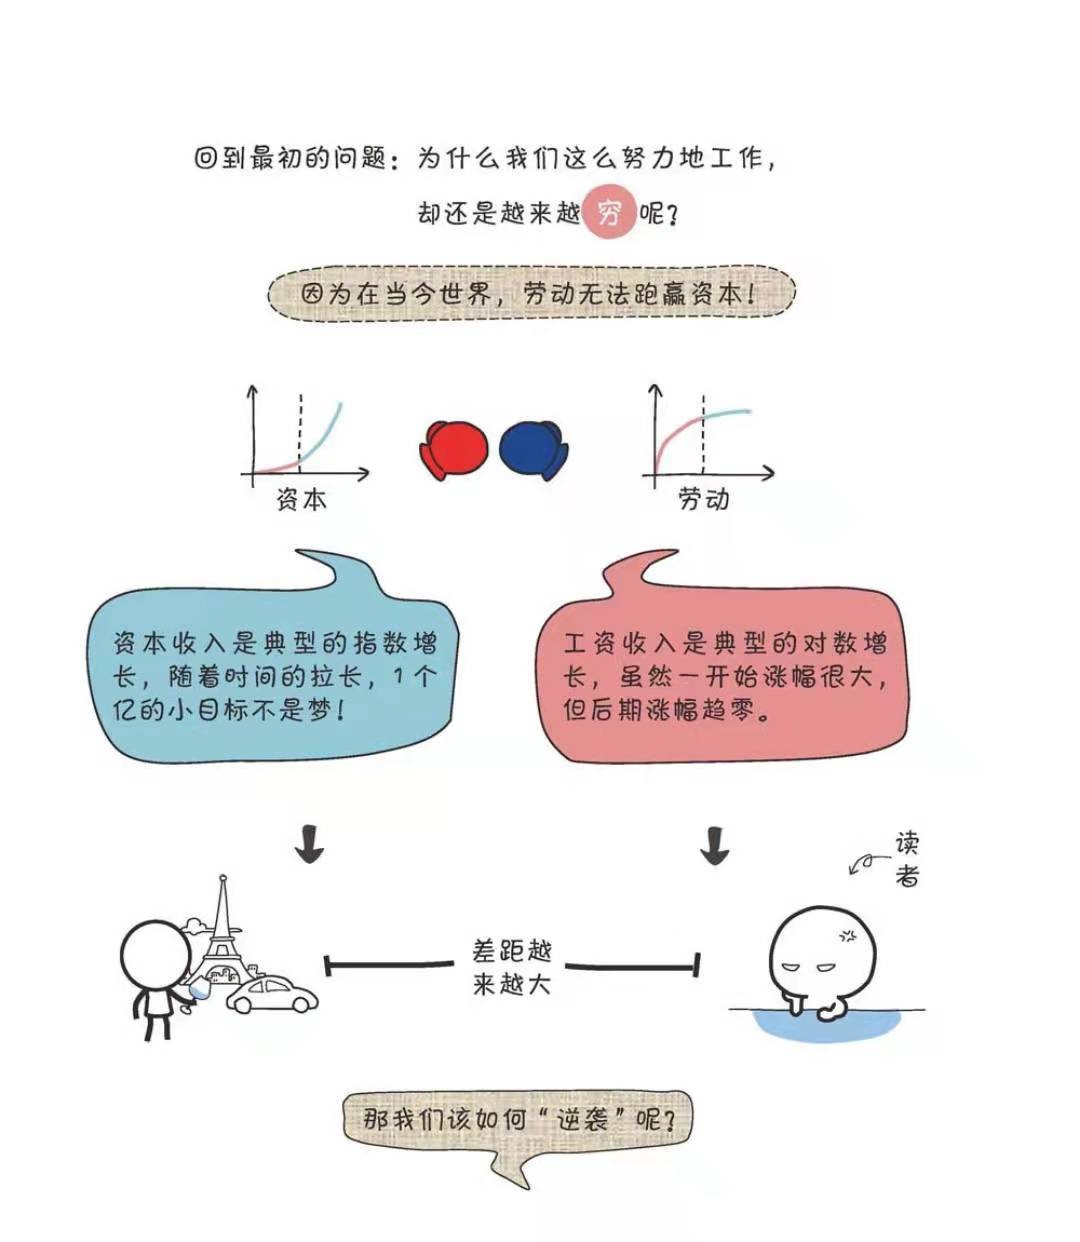 回到最初的问题：为什么我们这么努力地工作，
却还是越来越穷呢？
因为在当今世界，劳动无法跑赢资本！
资本
劳动
资本收入是典型的指数增
长，随着时间的拉长，1个
亿的小目标不是梦！
工资收入是典型的对数增
长，虽然一开始涨幅很大，
但后期涨幅趋零。
读
者
差距越
来越大
那我们该如何“逆袭”呢？